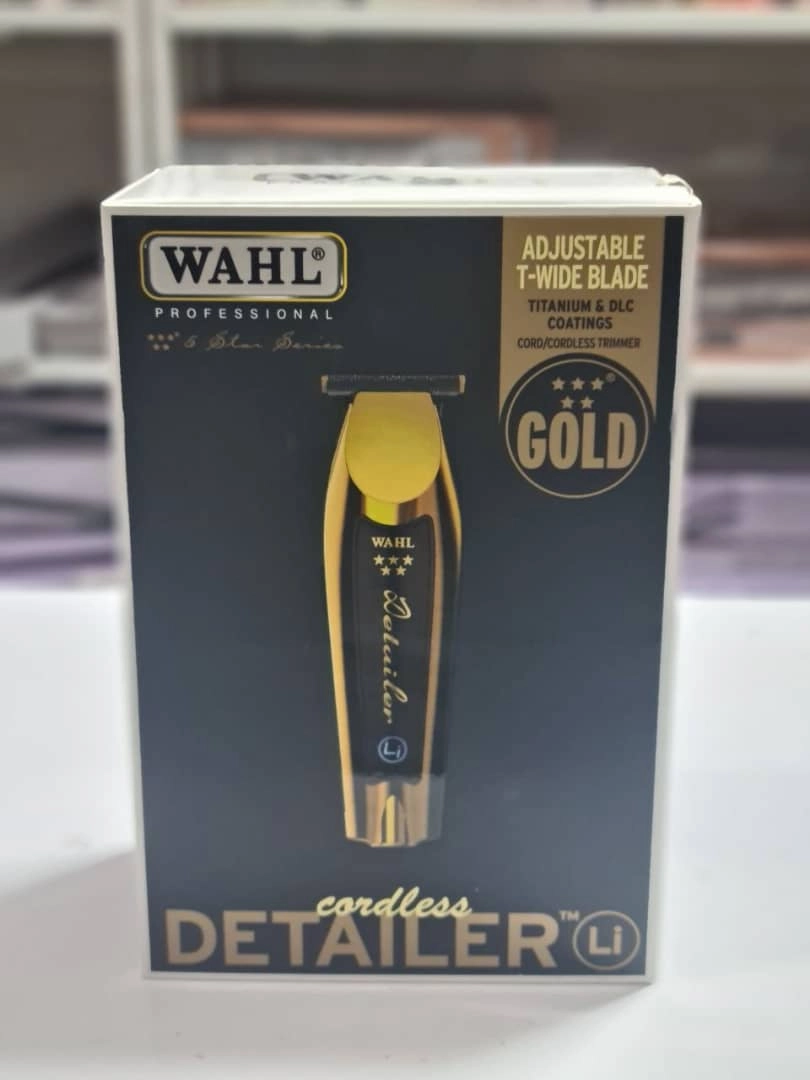 WAHL®
PROFESSIONAL
5 Star Series
ADJUSTABLE
T-WIDE BLADE
TITANIUM & DLC
COATINGS
CORD/CORDLESS TRIMMER
GOLD
WAHL
Detailer
Li
cordless
DETAILER™ Li